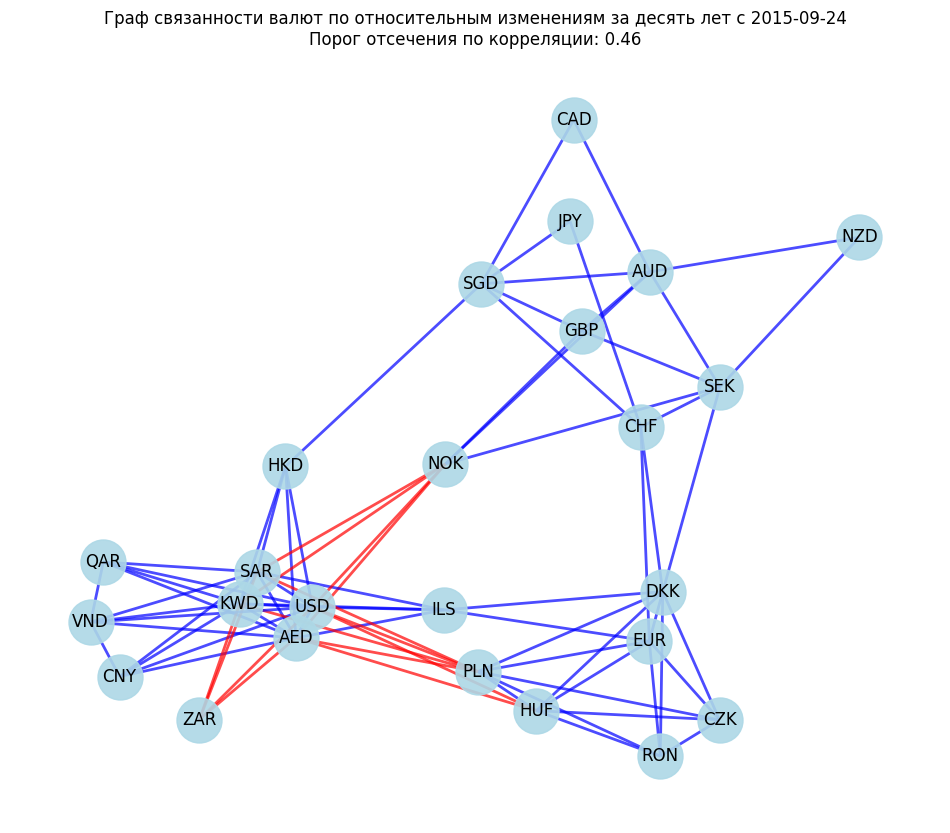 Граф связанности валют по относительным изменениям за десять лет с 2015-09-24
Порог отсечения по корреляции: 0.46
CAD
JPY
NZD
AUD
SGD
GBP
SEK
CHF
NOK
HKD
QAR
SAR
DKK
KWD
USD
ILS
VND
AED
EUR
PLN
CNY
HUF
ZAR
CZK
RON